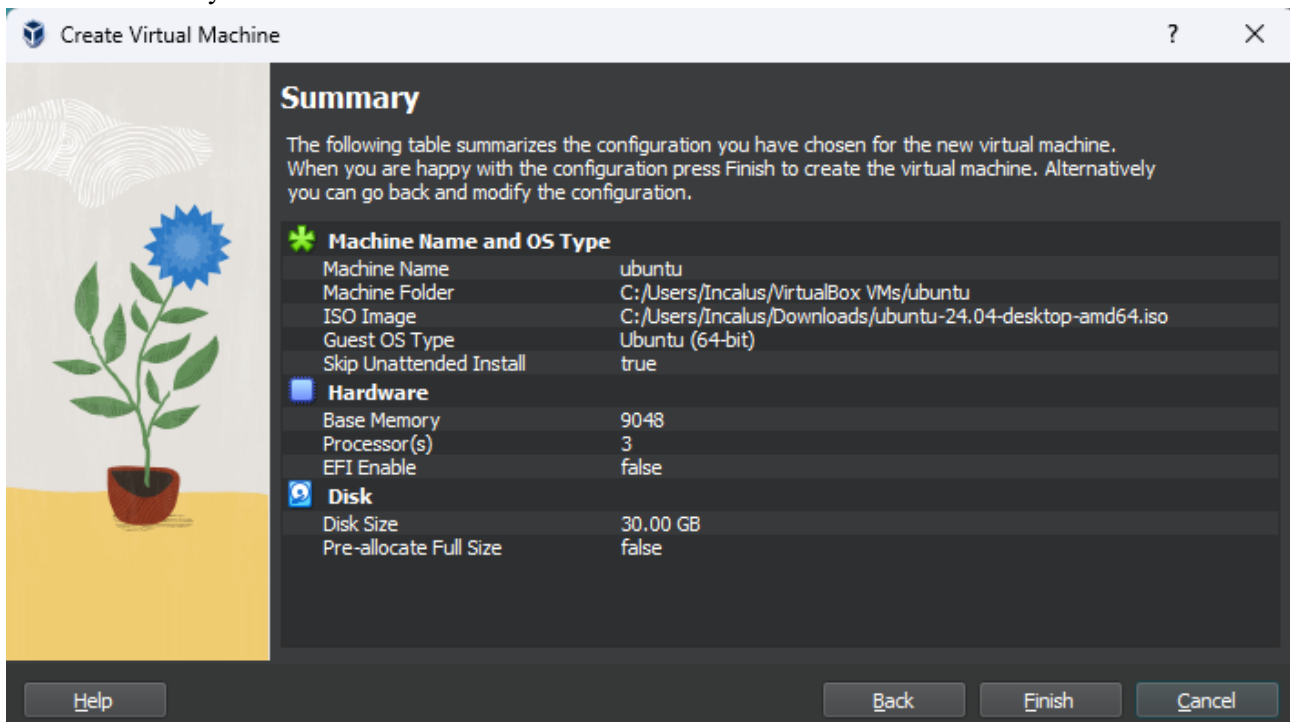 Create Virtual Machine
?
Summary
The following table summarizes the configuration you have chosen for the new virtual machine.
When you are happy with the configuration press Finish to create the virtual machine. Alternatively
you can go back and modify the configuration.
Machine Name and OS Type
Machine Name ubuntu
Machine Folder C:/Users/Incalus/VirtualBox VMs/ubuntu
ISO Image C:/Users/Incalus/Downloads/ubuntu-24.04-desktop-amd64.iso
Guest OS Type Ubuntu (64-bit)
Skip Unattended Install true
Hardware
Base Memory 9048
Processor(s) 3
EFI Enable false
Disk
Disk Size 30.00 GB
Pre-allocate Full Size false
Help Back Finish Cancel